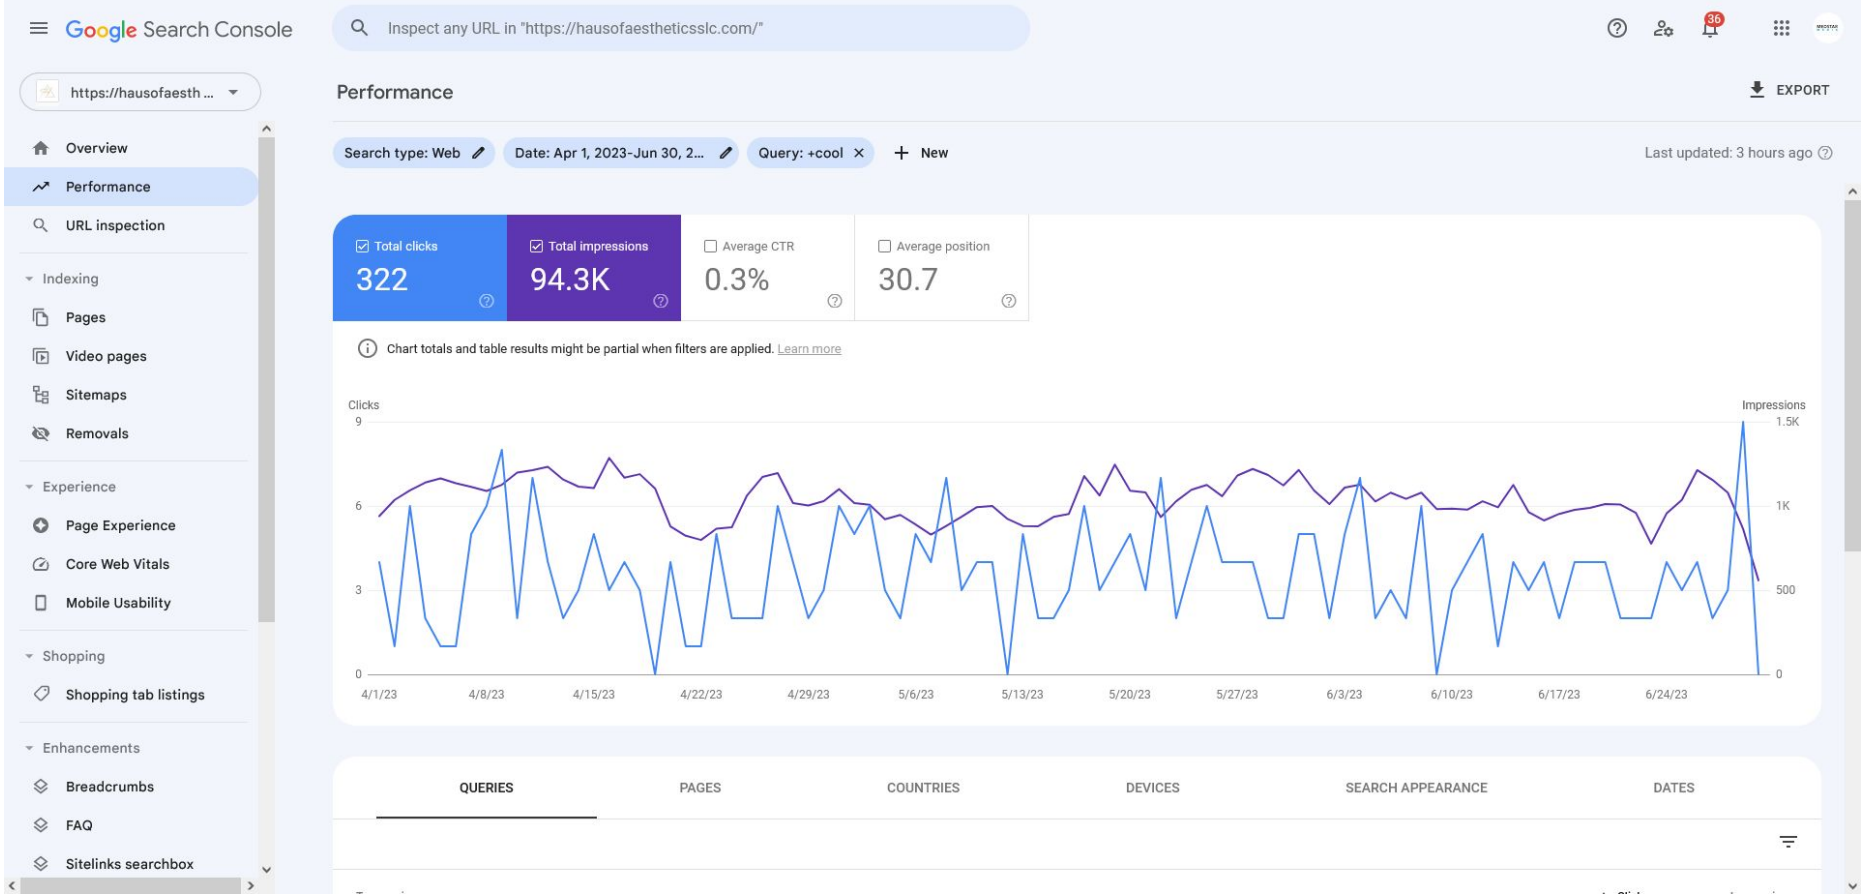 Google Search Console
Inspect any URL in "https://hausofaestheticsslc.com/"
36
https://hausofaesth ...
Performance
EXPORT
Search type: Web
Date: Apr 1, 2023-Jun 30, 2...
Query: +cool
New
Last updated: 3 hours ago
Overview
Performance
URL inspection
Indexing
Pages
Video pages
Sitemaps
Removals
Experience
Page Experience
Core Web Vitals
Mobile Usability
Shopping
Shopping tab listings
Enhancements
Breadcrumbs
FAQ
Sitelinks searchbox
Total clicks
322
Total impressions
94.3K
Average CTR
0.3%
Average position
30.7
Chart totals and table results might be partial when filters are applied. Learn more
Clicks
Impressions
9
1.5K
6
1K
3
500
0
0
4/1/23 4/8/23 4/15/23 4/22/23 4/29/23 5/6/23 5/13/23 5/20/23 5/27/23 6/3/23 6/10/23 6/17/23 6/24/23
QUERIES PAGES COUNTRIES DEVICES SEARCH APPEARANCE DATES